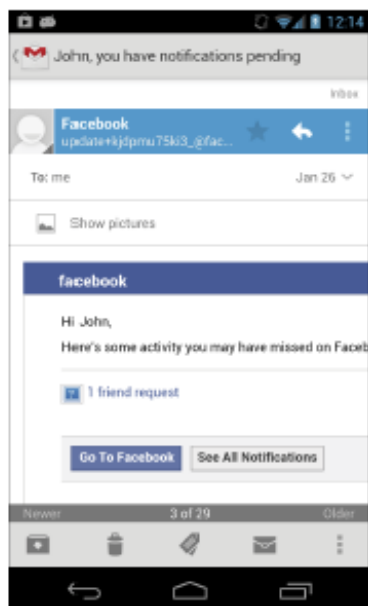 12:14
John, you have notifications pending
Inbox
Facebook
update+kjdpmu75ki3_@fac...
To: me
Jan 26
Show pictures
facebook
Hi John,
Here's some activity you may have missed on Faceb
? 1 friend request
Go To Facebook
See All Notifications
Newer
3 of 29
Older